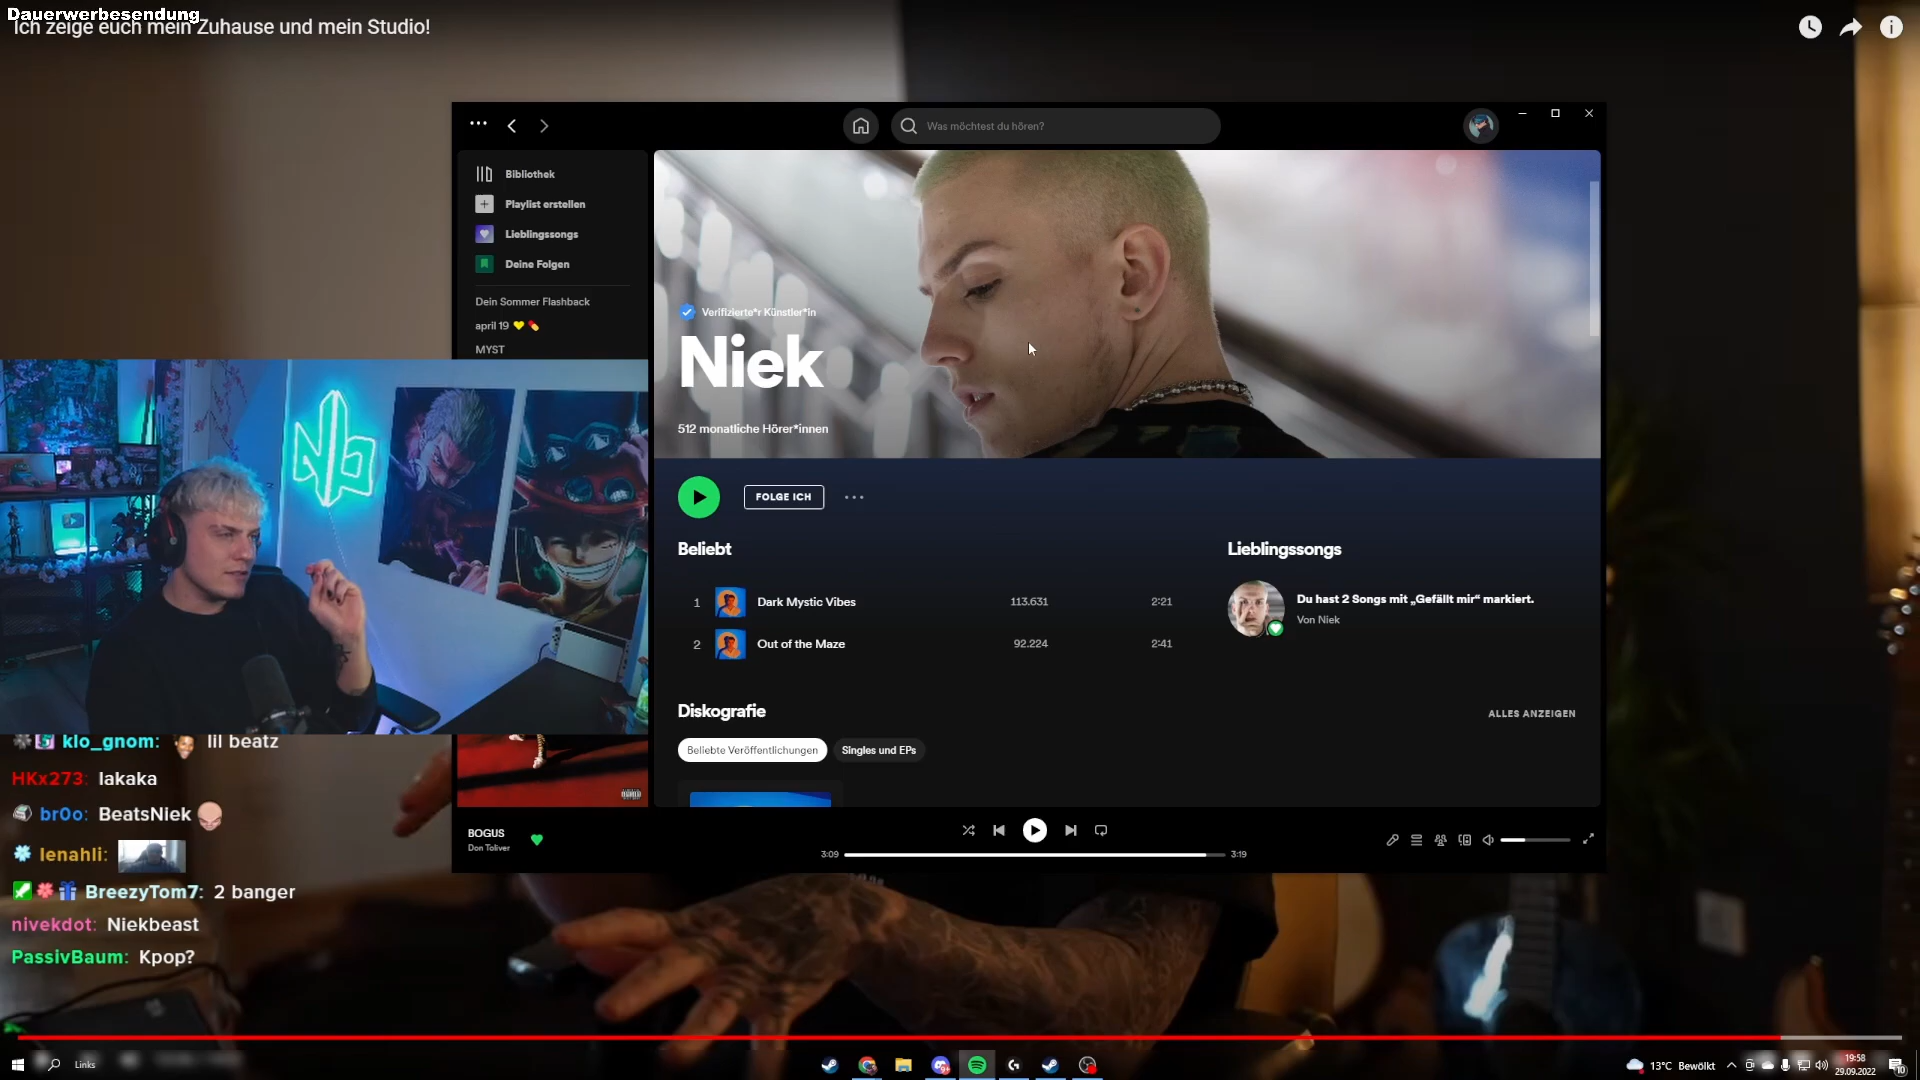 Dauerwerbesendung
Ich zeige euch mein Zuhause und mein Studio!
Was möchtest du hören?
Bibliothek
Playlist erstellen
Lieblingssongs
Deine Folgen
Dein Sommer Flashback
april 19 💛 💊
MYST
Verifizierte*r Künstler*in
Niek
512 monatliche Hörer*innen
FOLGE ICH
Beliebt
1 Dark Mystic Vibes 113.631 2:21
2 Out of the Maze 92.224 2:41
Lieblingssongs
Du hast 2 Songs mit „Gefällt mir“ markiert.
Von Niek
Diskografie
ALLES ANZEIGEN
Beliebte Veröffentlichungen
Singles und EPs
klo_gnom: lil beatz
HKx273: lakaka
br0o: BeatsNiek
lenahli:
BreezyTom7: 2 banger
nivekdot: Niekbeast
PassivBaum: Kpop?
BOGUS
Don Toliver
3:09
3:19
Links
13°C Bewölkt
19:58
29.09.2022
10